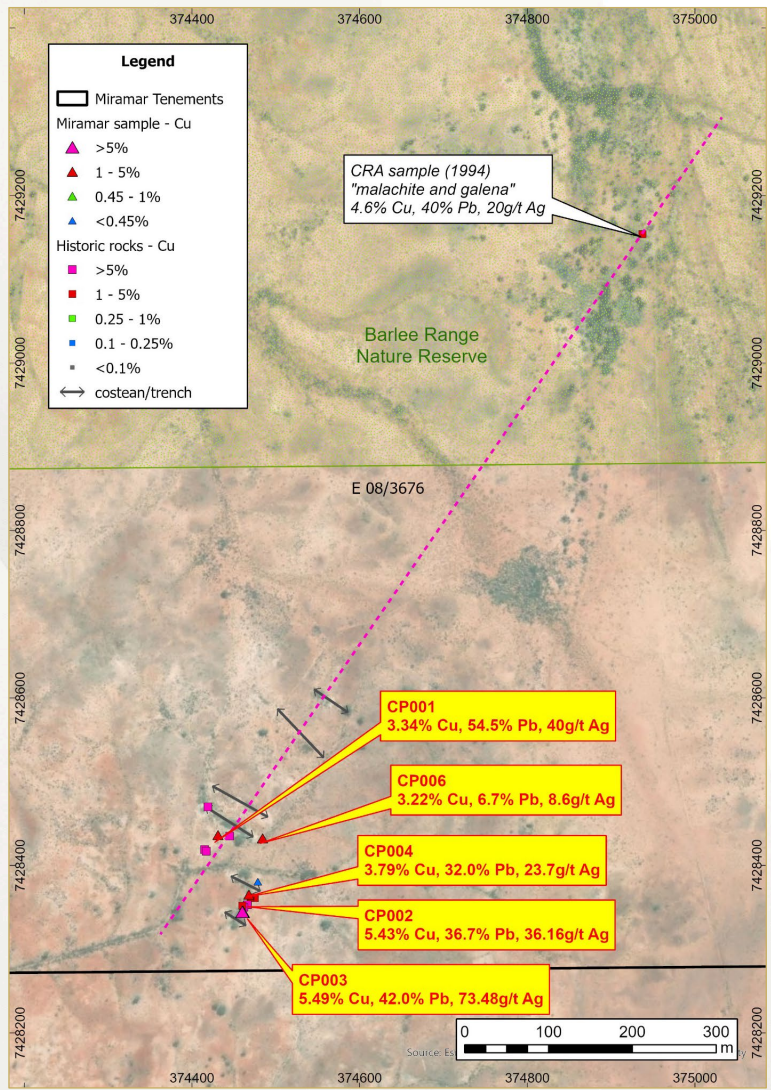 374400 374600 374800 375000
Legend
Miramar Tenements
Miramar sample - Cu
>5%
1 - 5%
0.45 - 1%
<0.45%
Historic rocks - Cu
>5%
1 - 5%
0.25 - 1%
0.1 - 0.25%
<0.1%
costean/trench
CRA sample (1994)
"malachite and galena"
4.6% Cu, 40% Pb, 20g/t Ag
7429200
7429200
Barlee Range
Nature Reserve
7429000
7429000
E 08/3676
7428800
7428800
7428600
7428600
CP001
3.34% Cu, 54.5% Pb, 40g/t Ag
CP006
3.22% Cu, 6.7% Pb, 8.6g/t Ag
7428400
7428400
CP004
3.79% Cu, 32.0% Pb, 23.7g/t Ag
CP002
5.43% Cu, 36.7% Pb, 36.16g/t Ag
CP003
5.49% Cu, 42.0% Pb, 73.48g/t Ag
7428200
7428200
0 100 200 300
m
Source:
374400 374600 374800 375000